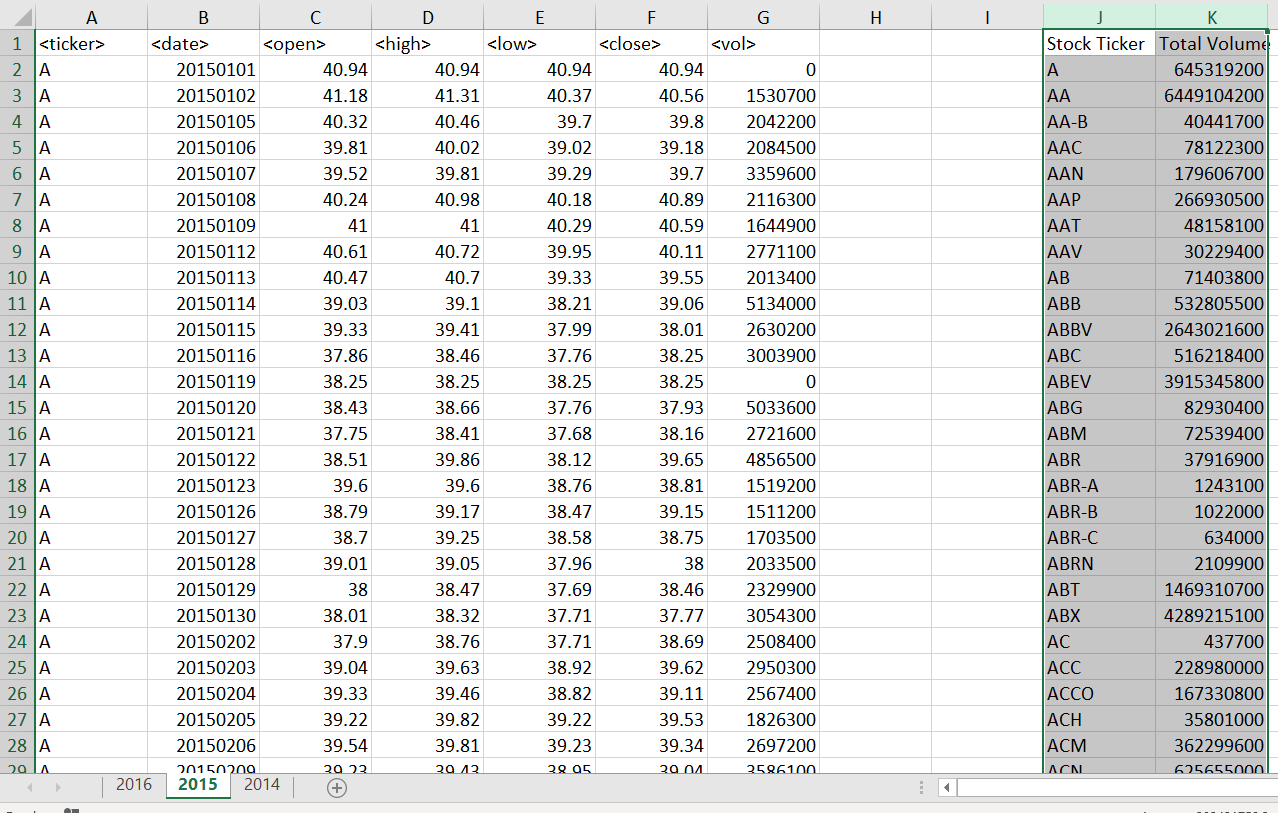 A B C D E F G H I J K
1 <ticker> <date> <open> <high> <low> <close> <vol> Stock Ticker Total Volume
2 A 20150101 40.94 40.94 40.94 40.94 0 A 645319200
3 A 20150102 41.18 41.31 40.37 40.56 1530700 AA 6449104200
4 A 20150105 40.32 40.46 39.7 39.8 2042200 AA-B 40441700
5 A 20150106 39.81 40.02 39.02 39.18 2084500 AAC 78122300
6 A 20150107 39.52 39.81 39.29 39.7 3359600 AAN 179606700
7 A 20150108 40.24 40.98 40.18 40.89 2116300 AAP 266930500
8 A 20150109 41 41 40.29 40.59 1644900 AAT 48158100
9 A 20150112 40.61 40.72 39.95 40.11 2771100 AAV 30229400
10 A 20150113 40.47 40.7 39.33 39.55 2013400 AB 71403800
11 A 20150114 39.03 39.1 38.21 39.06 5134000 ABB 532805500
12 A 20150115 39.33 39.41 37.99 38.01 2630200 ABBV 2643021600
13 A 20150116 37.86 38.46 37.76 38.25 3003900 ABC 516218400
14 A 20150119 38.25 38.25 38.25 38.25 0 ABEV 3915345800
15 A 20150120 38.43 38.66 37.76 37.93 5033600 ABG 82930400
16 A 20150121 37.75 38.41 37.68 38.16 2721600 ABM 72539400
17 A 20150122 38.51 39.86 38.12 39.65 4856500 ABR 37916900
18 A 20150123 39.6 39.6 38.76 38.81 1519200 ABR-A 1243100
19 A 20150126 38.79 39.17 38.47 39.15 1511200 ABR-B 1022000
20 A 20150127 38.7 39.25 38.58 38.75 1703500 ABR-C 634000
21 A 20150128 39.01 39.05 37.96 38 2033500 ABRN 2109900
22 A 20150129 38 38.47 37.69 38.46 2329900 ABT 1469310700
23 A 20150130 38.01 38.32 37.71 37.77 3054300 ABX 4289215100
24 A 20150202 37.9 38.76 37.71 38.69 2508400 AC 437700
25 A 20150203 39.04 39.63 38.92 39.62 2950300 ACC 228980000
26 A 20150204 39.33 39.46 38.82 39.11 2567400 ACCO 167330800
27 A 20150205 39.22 39.82 39.22 39.53 1826300 ACH 35801000
28 A 20150206 39.54 39.81 39.23 39.34 2697200 ACM 362299600
29 A 20150209 39.23 39.43 38.95 39.04 3586100 ACN 625655000
2016 2015 2014